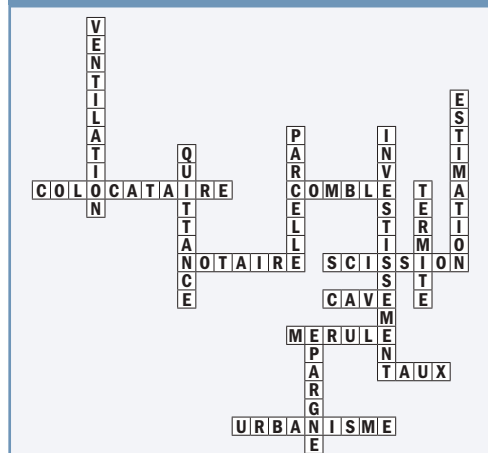 VENTILATION
ESTIMATION
PARCELLE
INVESTISSEMENT
QUITTANCE
COLOCATAIRE
COMBLE
TERMITE
NOTAIRE
SCISSION
CAVE
MERULE
EPARGNE
TAUX
URBANISME